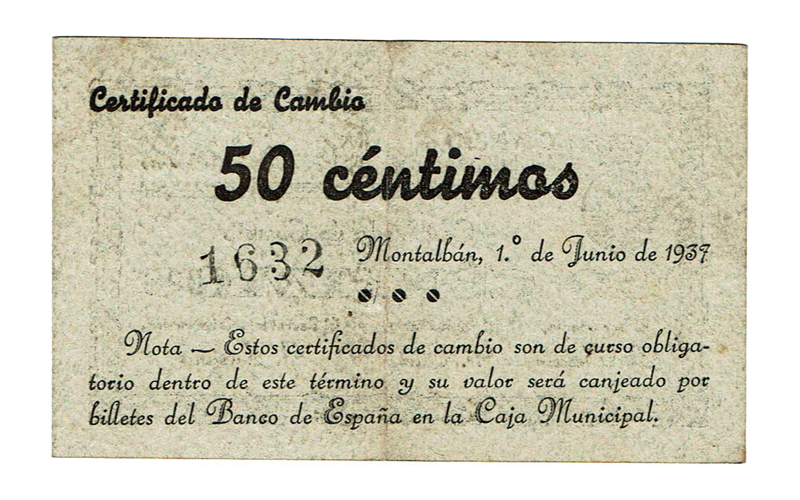 Certificado de Cambio
50 céntimos
1632 Montalbán, 1.º de Junio de 1937
Nota — Estos certificados de cambio son de curso obliga-
torio dentro de este término y su valor será canjeado por
billetes del Banco de España en la Caja Municipal.